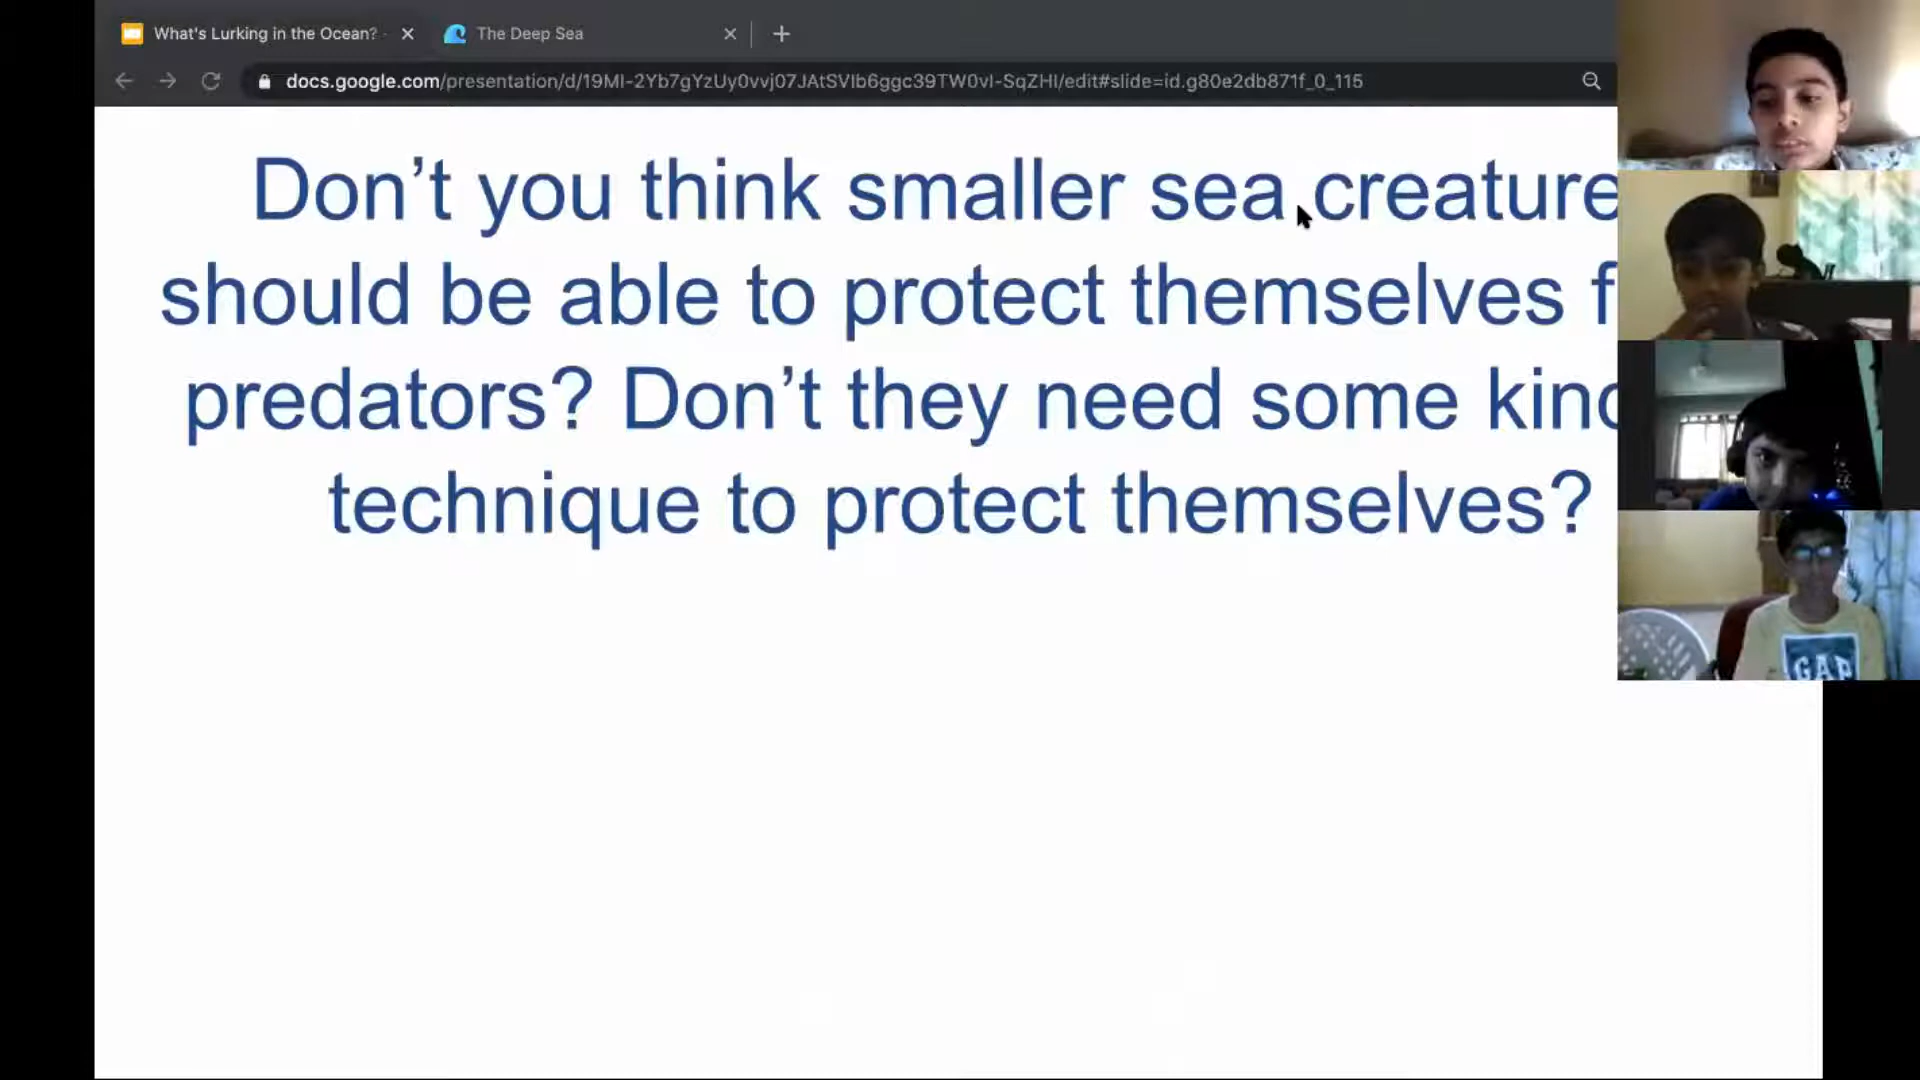 What's Lurking in the Ocean? -
The Deep Sea
docs.google.com/presentation/d/19MI-2Yb7gYzUy0vvj07JAtSVIb6ggc39TW0vI-SqZHI/edit#slide=id.g80e2db871f_0_115
Don’t you think smaller sea creature
should be able to protect themselves f
predators? Don’t they need some kind
technique to protect themselves?
GAP